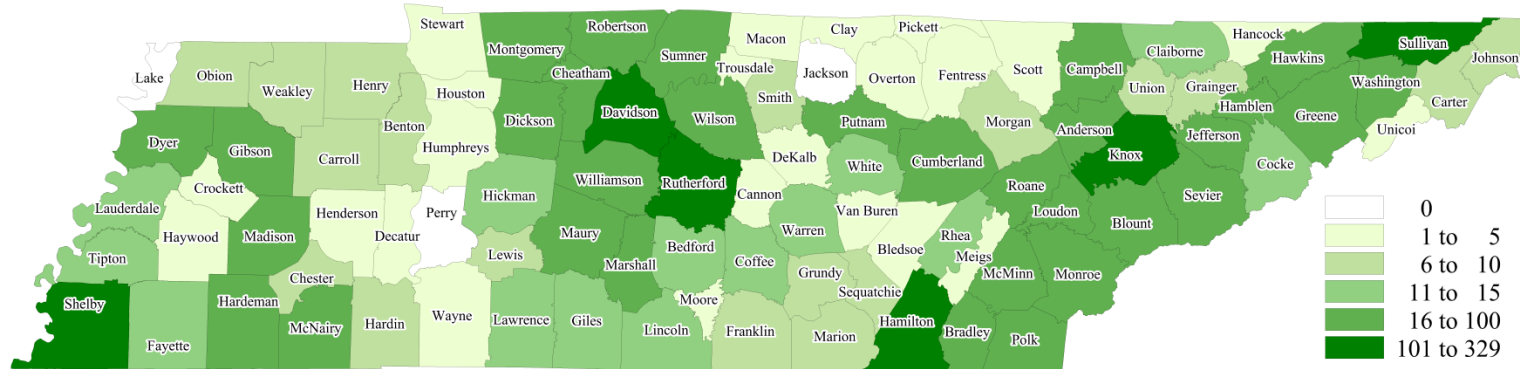 Stewart
Robertson
Montgomery
Sumner
Macon
Clay
Pickett
Hancock
Sullivan
Johnson
Claiborne
Hawkins
Lake
Obion
Weakley
Henry
Houston
Cheatham
Trousdale
Jackson
Overton
Fentress
Scott
Campbell
Union
Grainger
Hamblen
Washington
Carter
Unicoi
Benton
Dickson
Davidson
Wilson
Smith
Putnam
Morgan
Anderson
Knox
Jefferson
Greene
Cocke
Dyer
Gibson
Carroll
Humphreys
Williamson
Rutherford
DeKalb
White
Cumberland
Roane
Loudon
Blount
Sevier
Crockett
Lauderdale
Haywood
Madison
Henderson
Decatur
Perry
Hickman
Maury
Cannon
Warren
Van Buren
Bledsoe
Rhea
Meigs
McMinn
Monroe
Tipton
Chester
Lewis
Marshall
Bedford
Coffee
Grundy
Sequatchie
Shelby
Fayette
Hardeman
McNairy
Hardin
Wayne
Lawrence
Giles
Lincoln
Moore
Franklin
Marion
Hamilton
Bradley
Polk
0
1 to 5
6 to 10
11 to 15
16 to 100
101 to 329